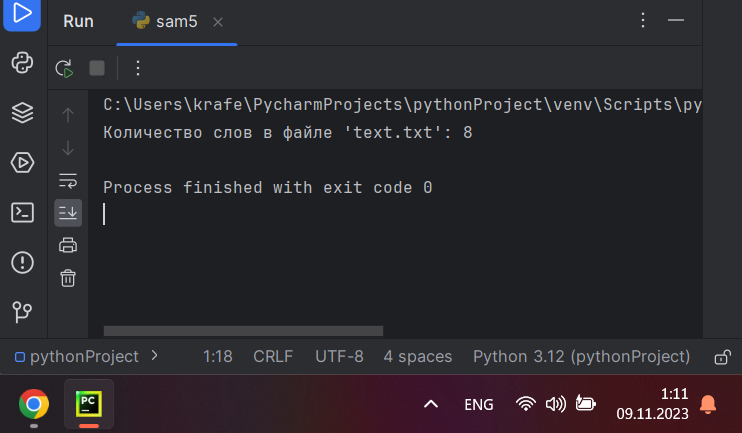 Run sam5
C:\Users\krafe\PycharmProjects\pythonProject\venv\Scripts\py
Количество слов в файле 'text.txt': 8
Process finished with exit code 0
pythonProject 1:18 CRLF UTF-8 4 spaces Python 3.12 (pythonProject)
PC ENG 1:11
09.11.2023